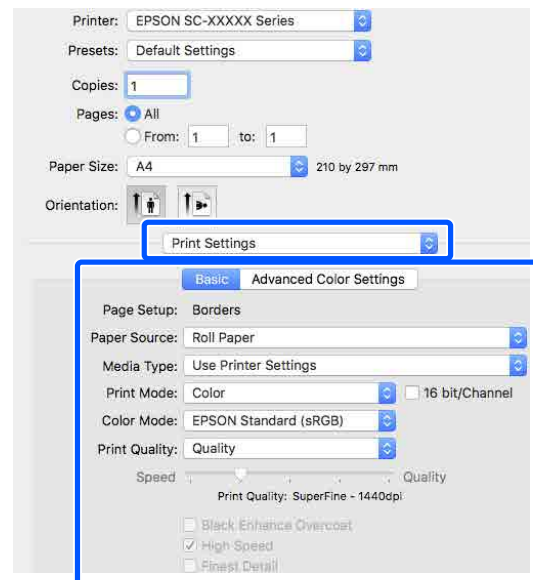 Printer: EPSON SC-XXXXX Series
Presets: Default Settings
Copies: 1
Pages: All
From: 1 to: 1
Paper Size: A4 210 by 297 mm
Orientation:
Print Settings
Basic Advanced Color Settings
Page Setup: Borders
Paper Source: Roll Paper
Media Type: Use Printer Settings
Print Mode: Color 16 bit/Channel
Color Mode: EPSON Standard (sRGB)
Print Quality: Quality
Speed Quality
Print Quality: SuperFine - 1440dpi
Black Enhance Overcoat
High Speed
Finest Detail